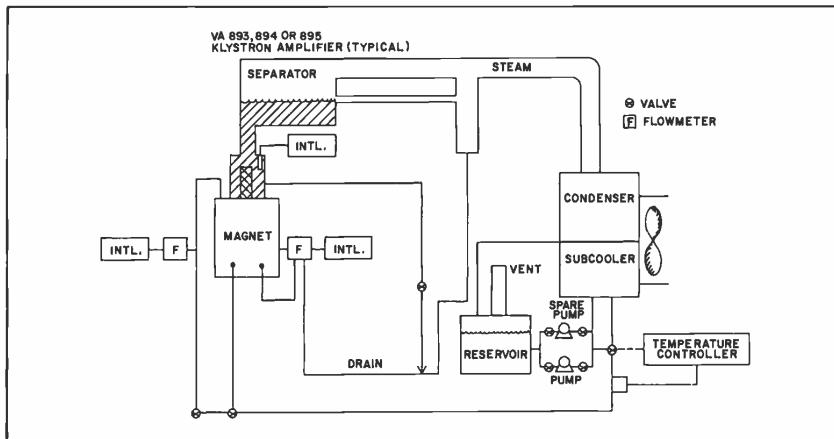 VA 893, 894 OR 895
KLYSTRON AMPLIFIER (TYPICAL)
SEPARATOR
STEAM
VALVE
F FLOWMETER
INTL.
CONDENSER
INTL.
F
MAGNET
F
INTL.
SUBCOOLER
VENT
SPARE
PUMP
RESERVOIR
TEMPERATURE
CONTROLLER
DRAIN
PUMP